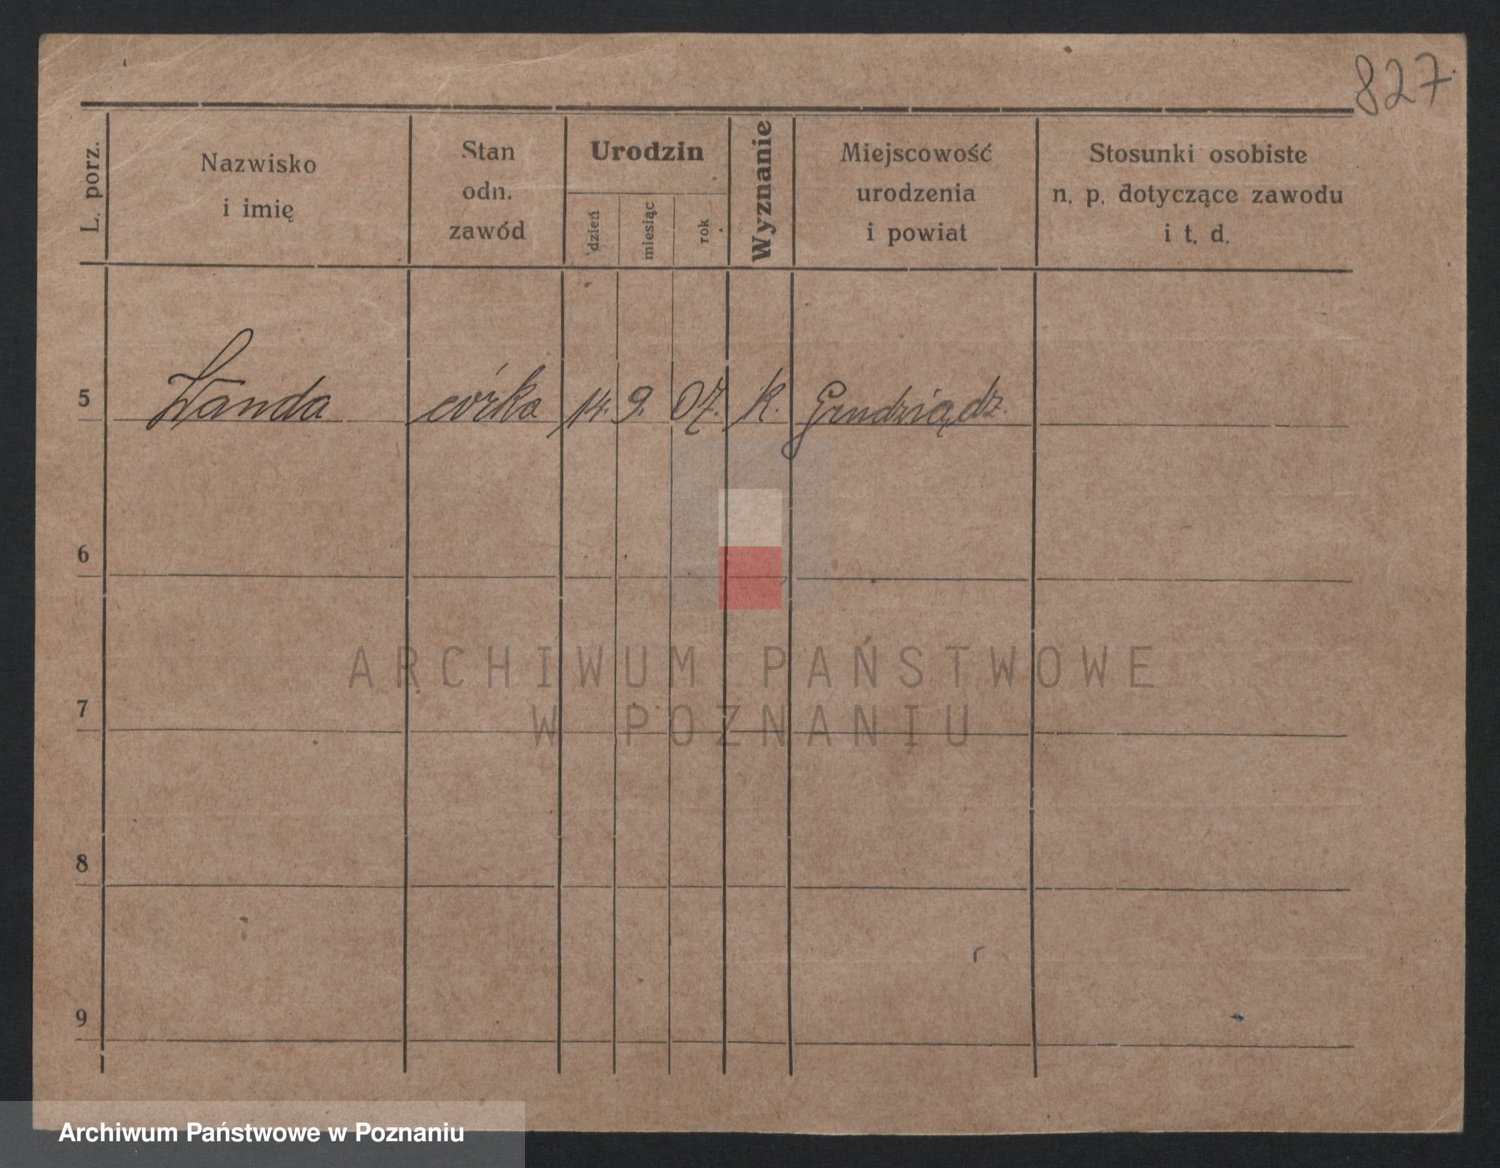 827
L. porz.
Nazwisko
i imię
Stan
odn.
zawód
Urodzin
dzień
miesiąc
rok
Wyznanie
Miejscowość
urodzenia
i powiat
Stosunki osobiste
n. p. dotyczące zawodu
i t. d.
5 Wanda córka 14. 9. 07. k. Grudziądz.
6
ARCHIWUM PAŃSTWOWE
W POZNANIU
7
8
9
Archiwum Państwowe w Poznaniu